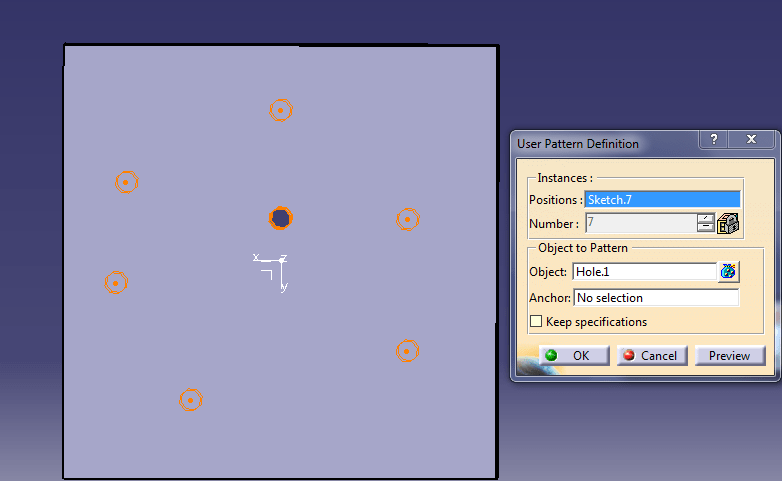 User Pattern Definition
Instances :
Positions : Sketch.7
Number : 7
Object to Pattern
Object: Hole.1
Anchor: No selection
Keep specifications
OK Cancel Preview
x z
y